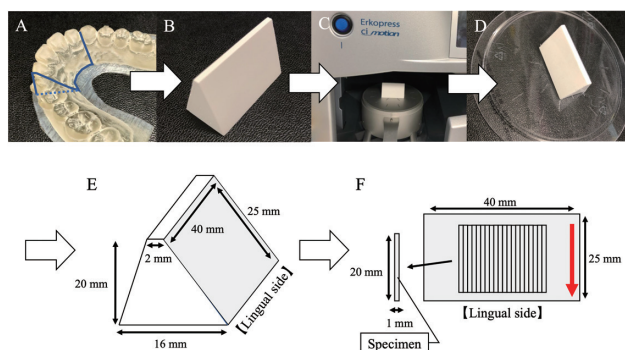 A
B
C
D
Erkopress
ci motion
E
25 mm
40 mm
2 mm
20 mm
16 mm
【Lingual side】
F
40 mm
25 mm
20 mm
1 mm
【Lingual side】
Specimen